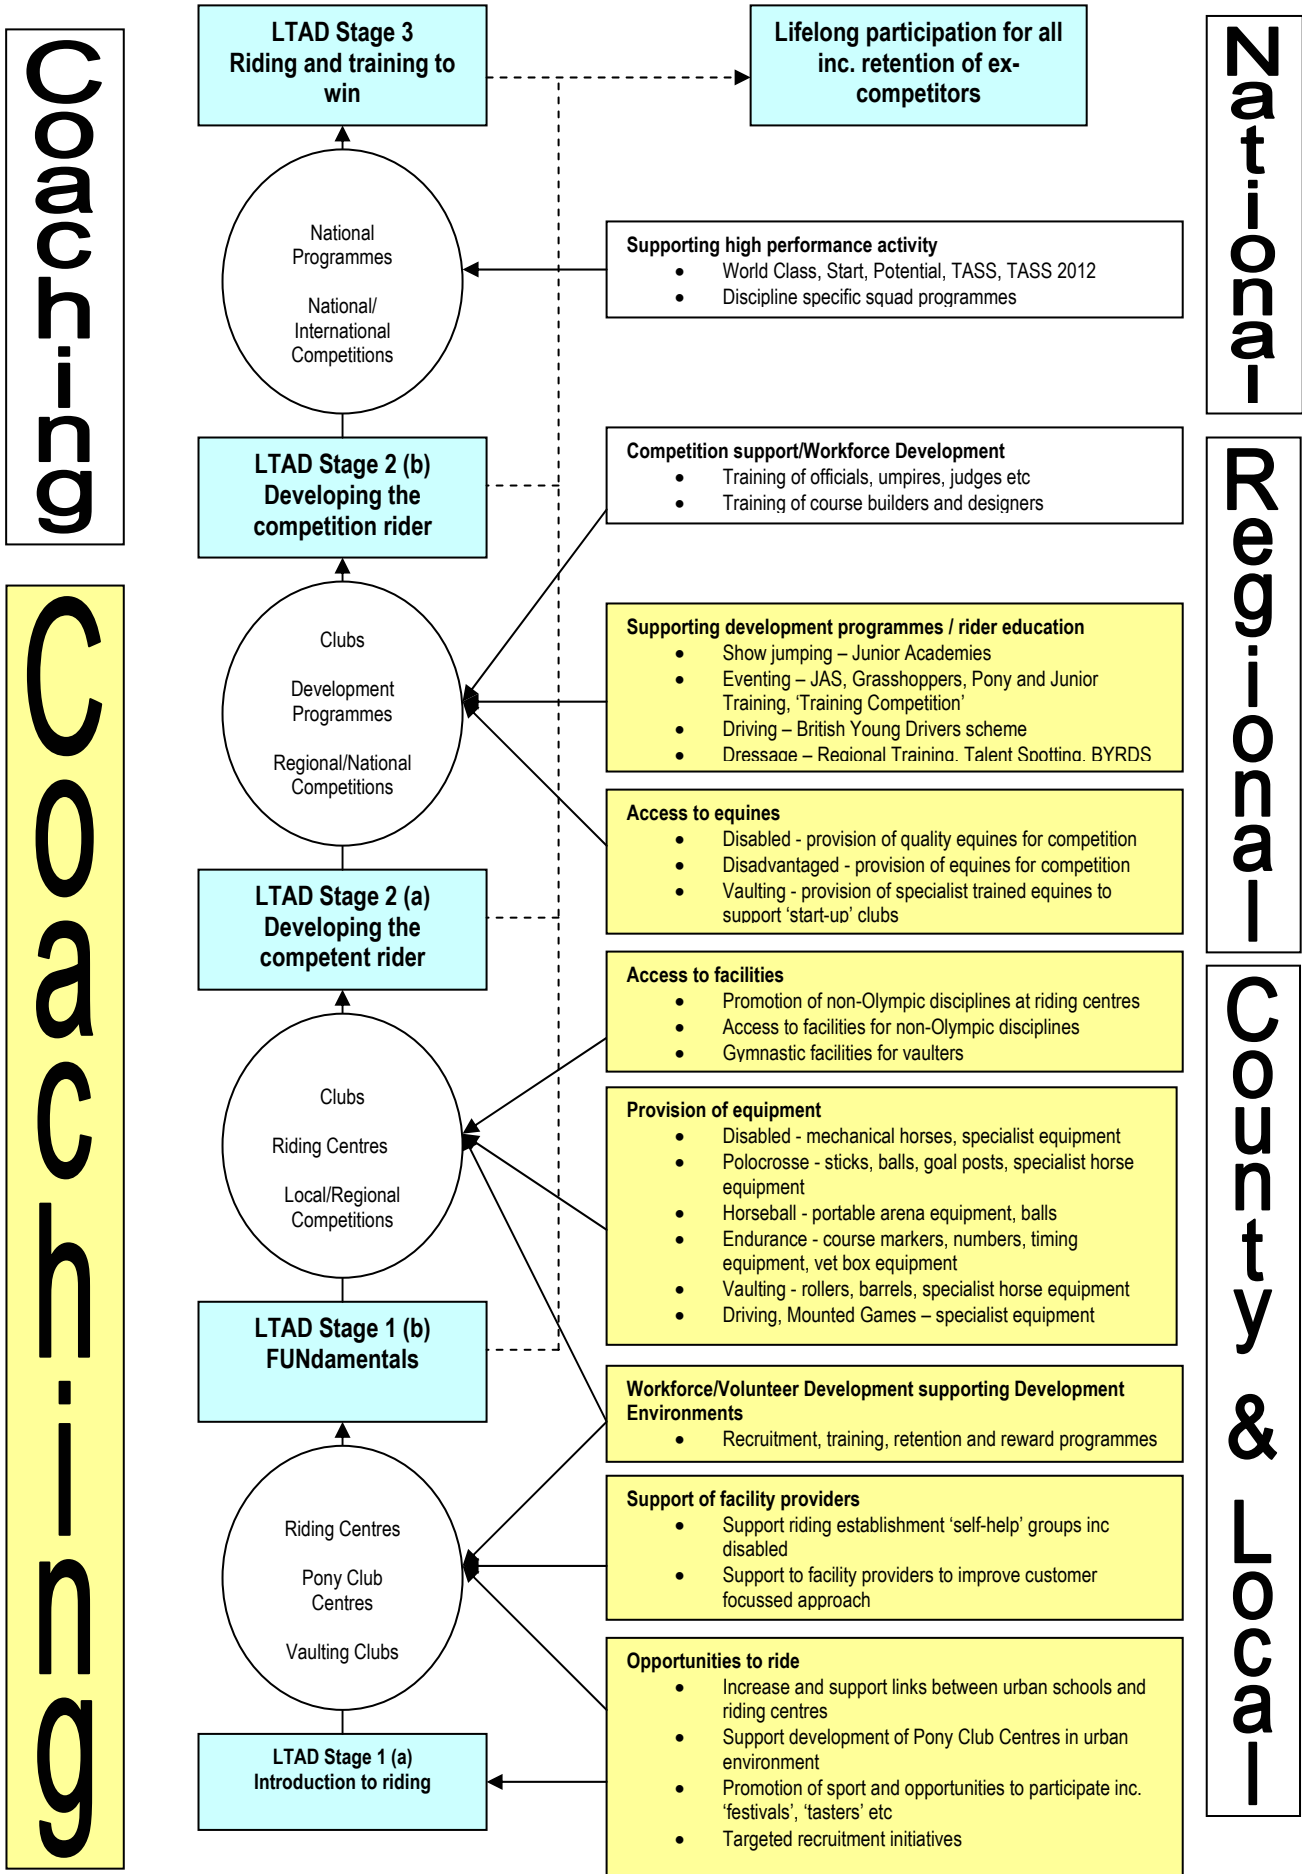 Coaching
Coaching
LTAD Stage 3
Riding and training to
win
Lifelong participation for all
inc. retention of ex-
competitors
National
Programmes
National/
International
Competitions
Supporting high performance activity
• World Class, Start, Potential, TASS, TASS 2012
• Discipline specific squad programmes
LTAD Stage 2 (b)
Developing the
competition rider
Competition support/Workforce Development
• Training of officials, umpires, judges etc
• Training of course builders and designers
Clubs
Development
Programmes
Regional/National
Competitions
Supporting development programmes / rider education
• Show jumping – Junior Academies
• Eventing – JAS, Grasshoppers, Pony and Junior
Training, ‘Training Competition’
• Driving – British Young Drivers scheme
• Dressage – Regional Training, Talent Spotting, BYRDS
Access to equines
• Disabled - provision of quality equines for competition
• Disadvantaged - provision of equines for competition
• Vaulting - provision of specialist trained equines to
support ‘start-up’ clubs
LTAD Stage 2 (a)
Developing the
competent rider
Access to facilities
• Promotion of non-Olympic disciplines at riding centres
• Access to facilities for non-Olympic disciplines
• Gymnastic facilities for vaulters
Clubs
Riding Centres
Local/Regional
Competitions
Provision of equipment
• Disabled - mechanical horses, specialist equipment
• Polocrosse - sticks, balls, goal posts, specialist horse
equipment
• Horseball - portable arena equipment, balls
• Endurance - course markers, numbers, timing
equipment, vet box equipment
• Vaulting - rollers, barrels, specialist horse equipment
• Driving, Mounted Games – specialist equipment
LTAD Stage 1 (b)
FUNdamentals
Workforce/Volunteer Development supporting Development
Environments
• Recruitment, training, retention and reward programmes
Riding Centres
Pony Club
Centres
Vaulting Clubs
Support of facility providers
• Support riding establishment ‘self-help’ groups inc
disabled
• Support to facility providers to improve customer
focussed approach
LTAD Stage 1 (a)
Introduction to riding
Opportunities to ride
• Increase and support links between urban schools and
riding centres
• Support development of Pony Club Centres in urban
environment
• Promotion of sport and opportunities to participate inc.
‘festivals’, ‘tasters’ etc
• Targeted recruitment initiatives
National
Regional
County & Local